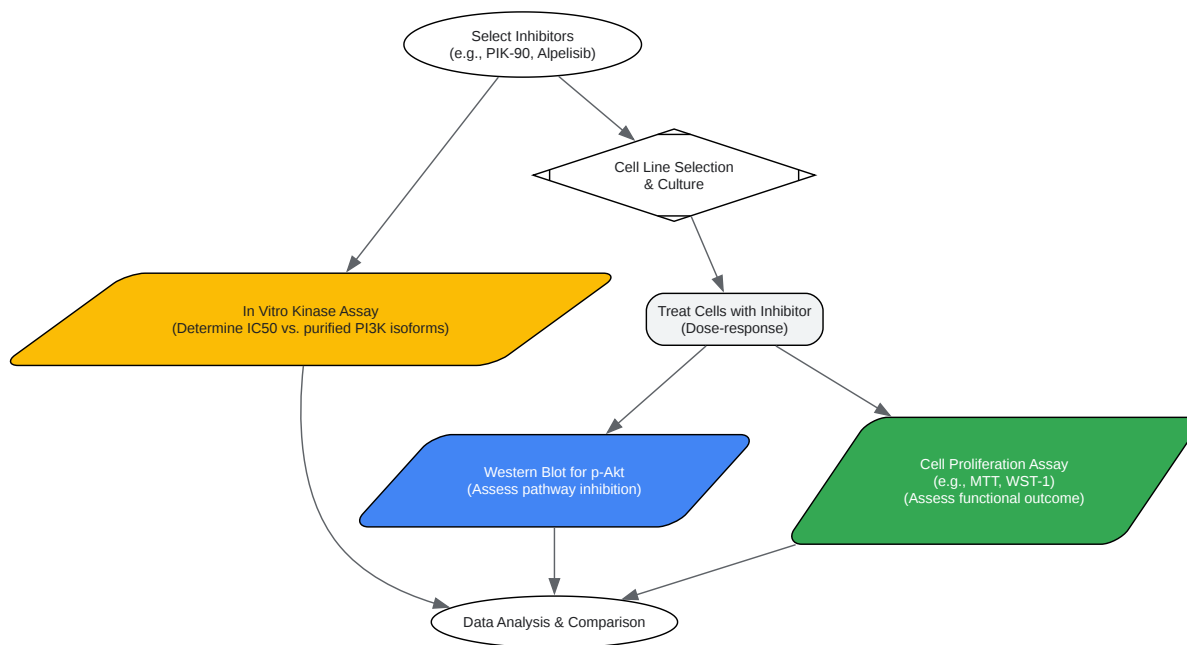 Select Inhibitors
(e.g., PIK-90, Alpelisib)
Cell Line Selection
& Culture
In Vitro Kinase Assay
(Determine IC50 vs. purified PI3K isoforms)
Treat Cells with Inhibitor
(Dose-response)
Western Blot for p-Akt
(Assess pathway inhibition)
Cell Proliferation Assay
(e.g., MTT, WST-1)
(Assess functional outcome)
Data Analysis & Comparison